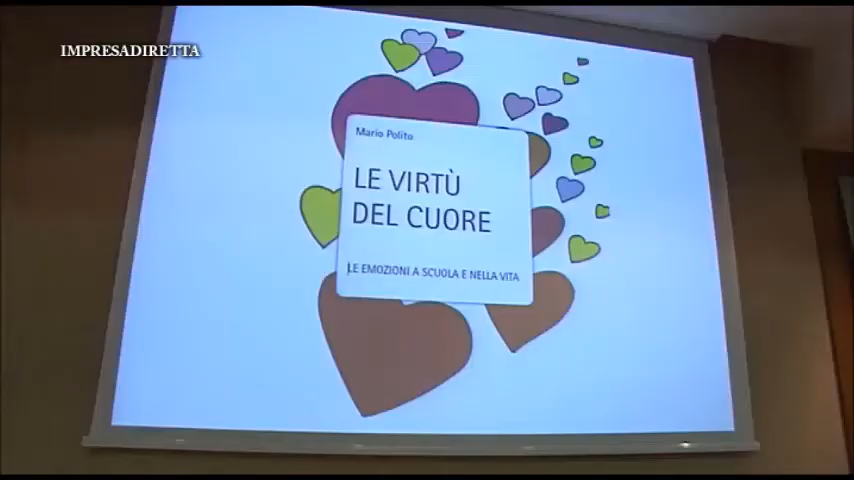 IMPRESADIRETTA
Mario Polito
LE VIRTÙ
DEL CUORE
LE EMOZIONI A SCUOLA E NELLA VITA